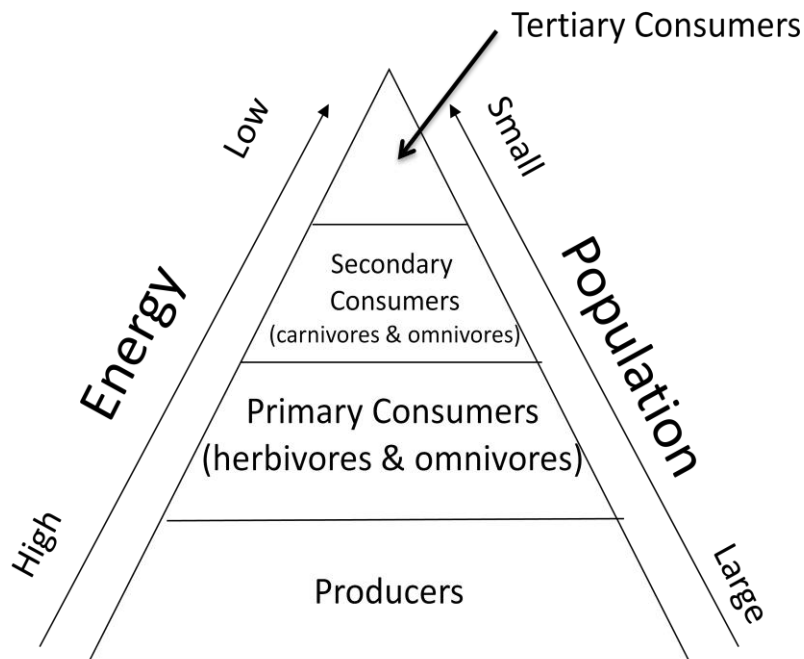 Tertiary Consumers
Low
Small
Secondary
Consumers
(carnivores & omnivores)
Energy
Population
Primary Consumers
(herbivores & omnivores)
High
Large
Producers